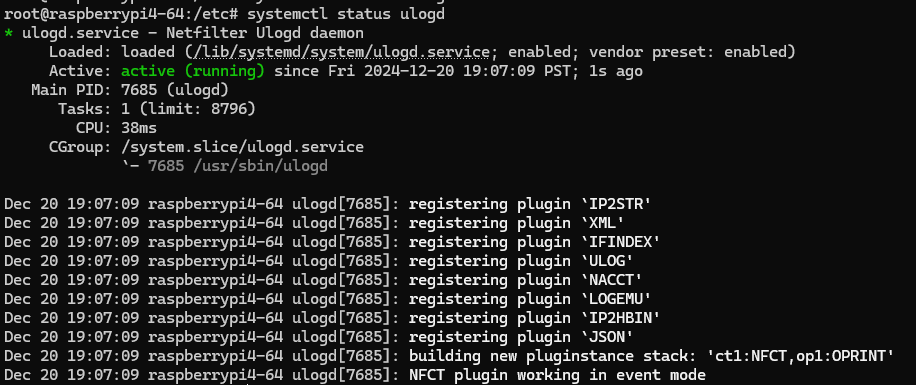 root@raspberrypi4-64:/etc# systemctl status ulogd
* ulogd.service - Netfilter Ulogd daemon
Loaded: loaded (/lib/systemd/system/ulogd.service; enabled; vendor preset: enabled)
Active: active (running) since Fri 2024-12-20 19:07:09 PST; 1s ago
Main PID: 7685 (ulogd)
Tasks: 1 (limit: 8796)
CPU: 38ms
CGroup: /system.slice/ulogd.service
`- 7685 /usr/sbin/ulogd
Dec 20 19:07:09 raspberrypi4-64 ulogd[7685]: registering plugin `IP2STR'
Dec 20 19:07:09 raspberrypi4-64 ulogd[7685]: registering plugin `XML'
Dec 20 19:07:09 raspberrypi4-64 ulogd[7685]: registering plugin `IFINDEX'
Dec 20 19:07:09 raspberrypi4-64 ulogd[7685]: registering plugin `ULOG'
Dec 20 19:07:09 raspberrypi4-64 ulogd[7685]: registering plugin `NACCT'
Dec 20 19:07:09 raspberrypi4-64 ulogd[7685]: registering plugin `LOGEMU'
Dec 20 19:07:09 raspberrypi4-64 ulogd[7685]: registering plugin `IP2HBIN'
Dec 20 19:07:09 raspberrypi4-64 ulogd[7685]: registering plugin `JSON'
Dec 20 19:07:09 raspberrypi4-64 ulogd[7685]: building new pluginstance stack: 'ct1:NFCT,op1:OPRINT'
Dec 20 19:07:09 raspberrypi4-64 ulogd[7685]: NFCT plugin working in event mode